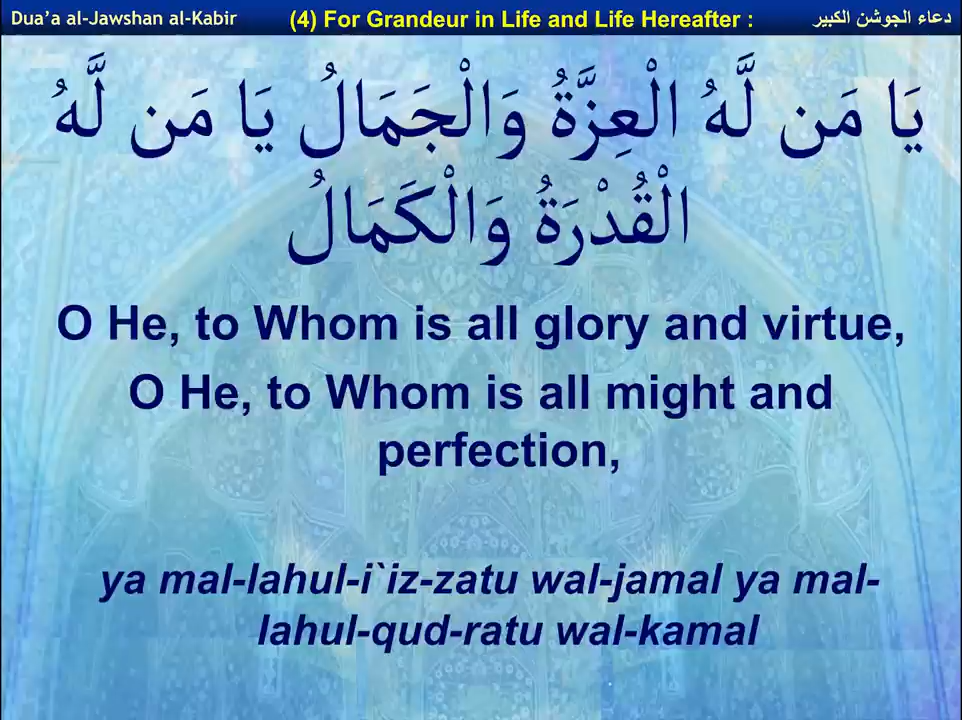 Dua’a al-Jawshan al-Kabir
(4) For Grandeur in Life and Life Hereafter :
دعاء الجوشن الكبير
يَا مَن لَّهُ الْعِزَّةُ وَالْجَمَالُ يَا مَن لَّهُ
الْقُدْرَةُ وَالْكَمَالُ
O He, to Whom is all glory and virtue,
O He, to Whom is all might and
perfection,
ya mal-lahul-i`iz-zatu wal-jamal ya mal-
lahul-qud-ratu wal-kamal